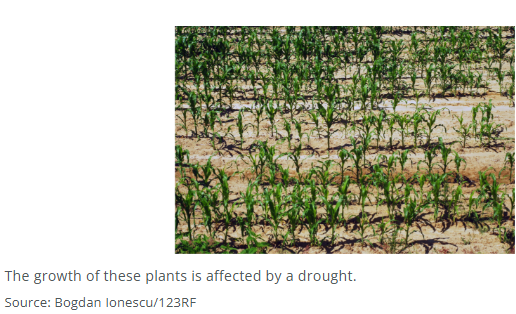 The growth of these plants is affected by a drought.
Source: Bogdan Ionescu/123RF